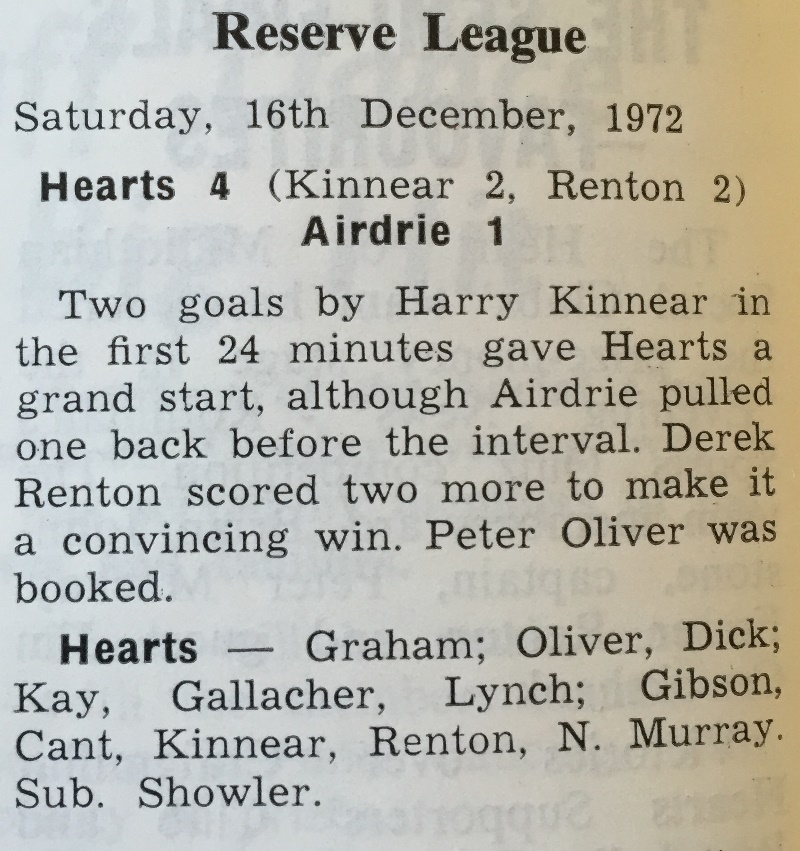 Reserve League
Saturday, 16th December, 1972
Hearts 4 (Kinnear 2, Renton 2)
Airdrie 1
Two goals by Harry Kinnear in
the first 24 minutes gave Hearts a
grand start, although Airdrie pulled
one back before the interval. Derek
Renton scored two more to make it
a convincing win. Peter Oliver was
booked.
Hearts — Graham; Oliver, Dick;
Kay, Gallacher, Lynch; Gibson,
Cant, Kinnear, Renton, N. Murray.
Sub. Showler.